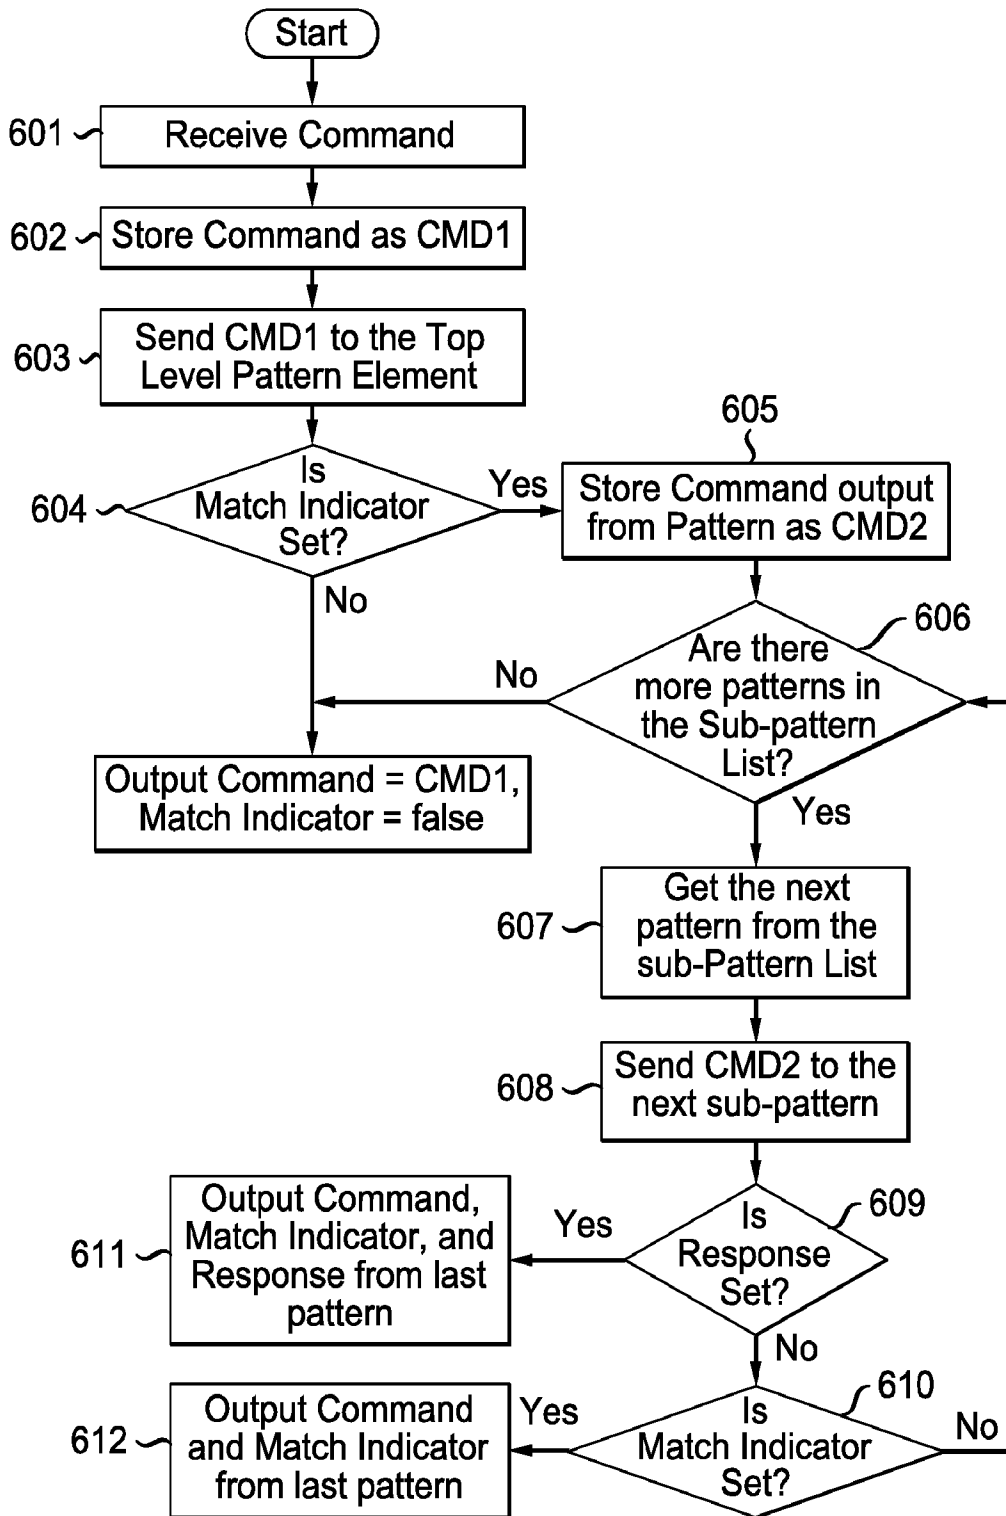 Start
601
Receive Command
602
Store Command as CMD1
603
Send CMD1 to the Top
Level Pattern Element
604
Is
Match Indicator
Set?
Yes
No
605
Store Command output
from Pattern as CMD2
606
Are there
more patterns in
the Sub-pattern
List?
No
Yes
Output Command = CMD1,
Match Indicator = false
607
Get the next
pattern from the
sub-Pattern List
608
Send CMD2 to the
next sub-pattern
609
Is
Response
Set?
Yes
No
611
Output Command,
Match Indicator, and
Response from last
pattern
610
Is
Match Indicator
Set?
Yes
No
612
Output Command
and Match Indicator
from last pattern